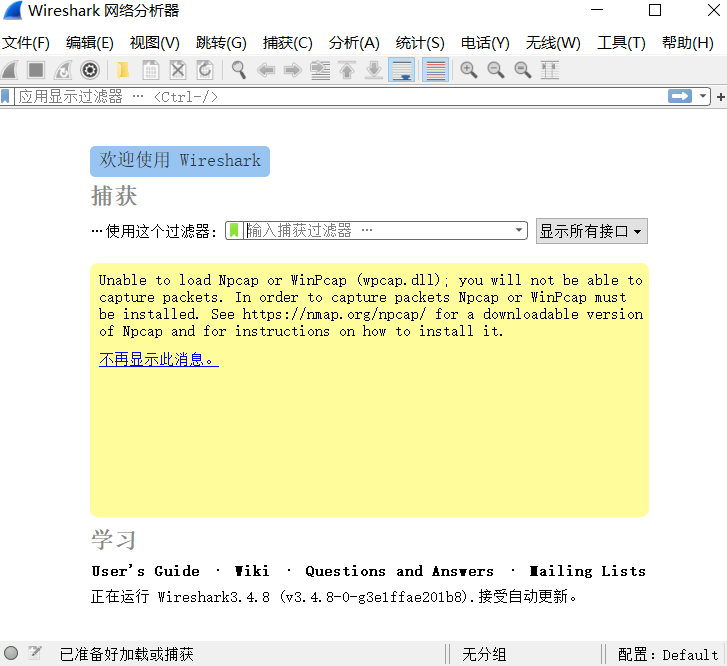 Wireshark 网络分析器
文件(F) 编辑(E) 视图(V) 跳转(G) 捕获(C) 分析(A) 统计(S) 电话(Y) 无线(W) 工具(T) 帮助(H)
应用显示过滤器 … <Ctrl-/>
欢迎使用 Wireshark
捕获
…使用这个过滤器: 输入捕获过滤器 … 显示所有接口
Unable to load Npcap or WinPcap (wpcap.dll); you will not be able to
capture packets. In order to capture packets Npcap or WinPcap must
be installed. See https://nmap.org/npcap/ for a downloadable version
of Npcap and for instructions on how to install it.
不再显示此消息。
学习
User's Guide · Wiki · Questions and Answers · Mailing Lists
正在运行 Wireshark3.4.8 (v3.4.8-0-g3e1ffae201b8).接受自动更新。
已准备好加载或捕获 无分组 配置：Default